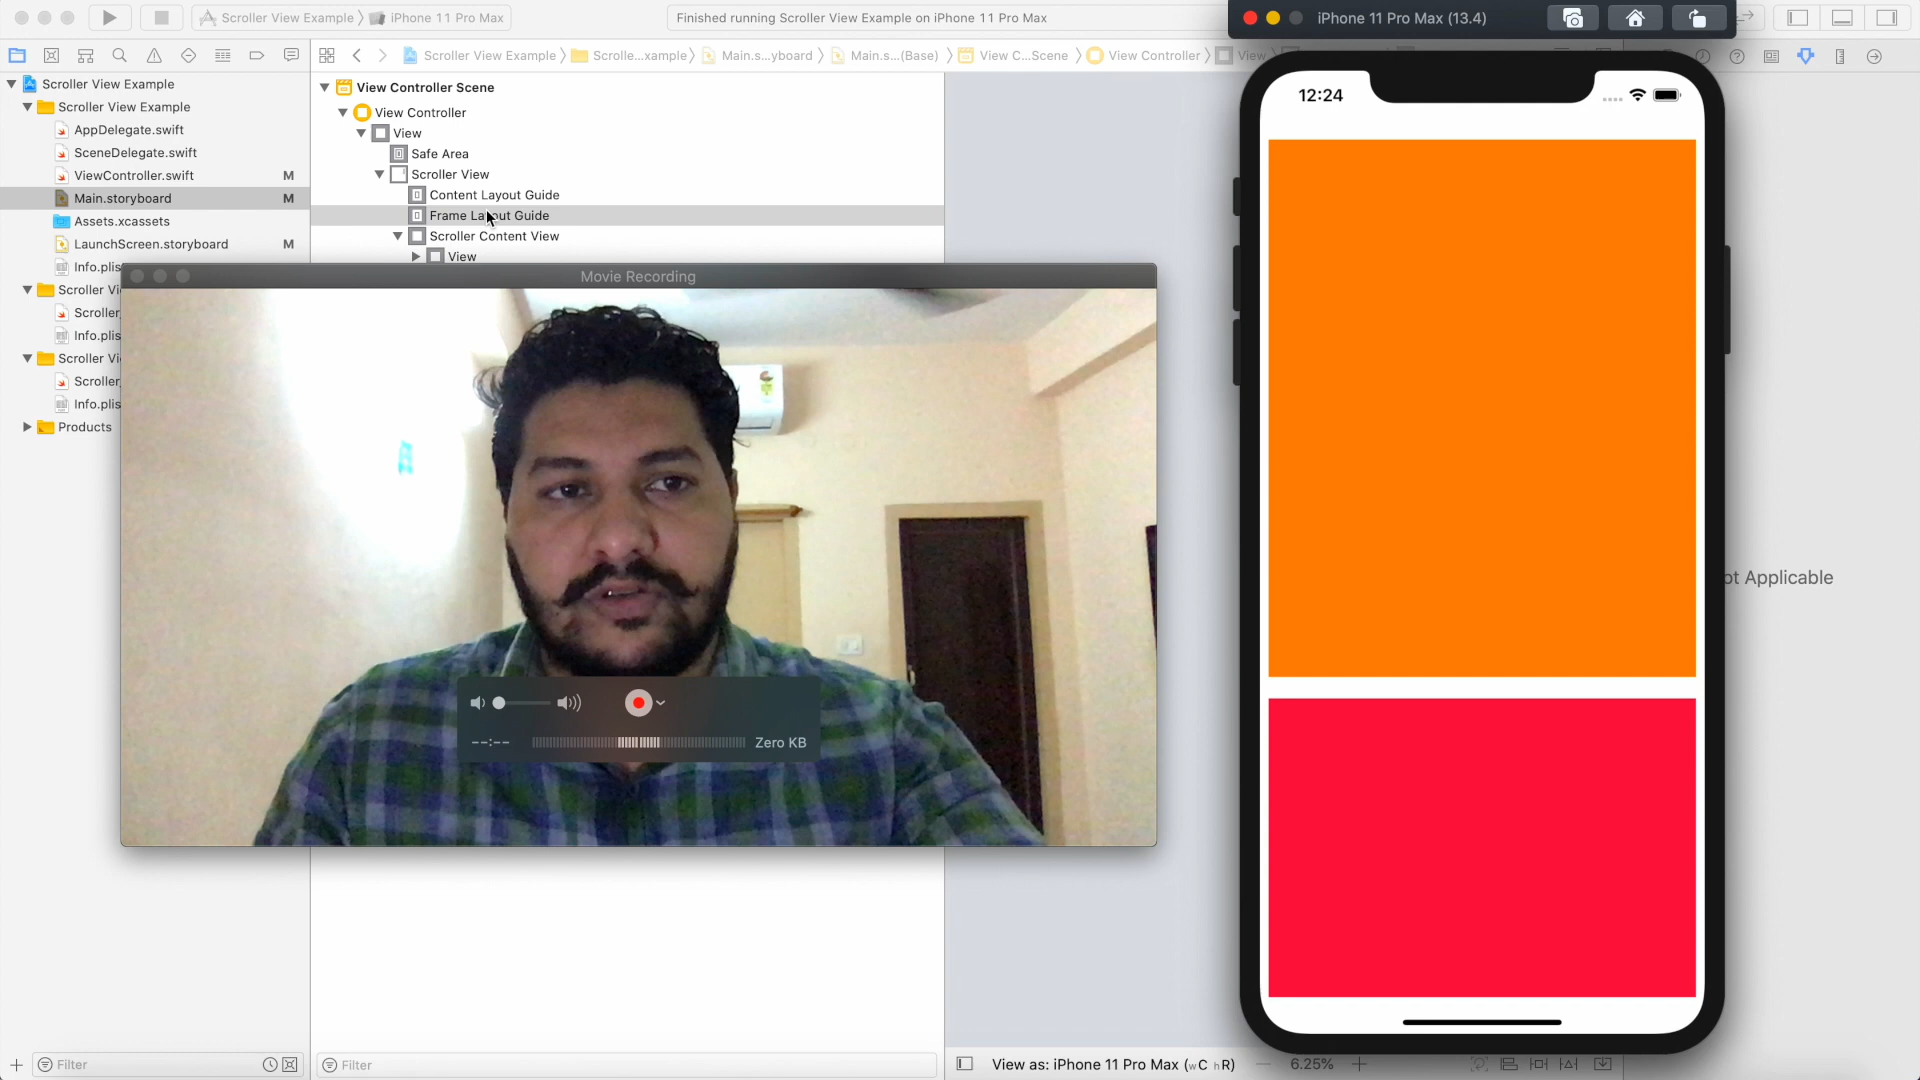 Scroller View Example
iPhone 11 Pro Max
Finished running Scroller View Example on iPhone 11 Pro Max
iPhone 11 Pro Max (13.4)
Scroller View Example
Scrolle...xample
Main.s...yboard
Main.s...(Base)
View C...Scene
View Controller
View
Scroller View Example
Scroller View Example
AppDelegate.swift
SceneDelegate.swift
ViewController.swift M
Main.storyboard M
Assets.xcassets
LaunchScreen.storyboard M
Info.plis
Scroller Vi
Scroller
Info.plis
Scroller Vi
Scroller
Info.plis
Products
Filter
View Controller Scene
View Controller
View
Safe Area
Scroller View
Content Layout Guide
Frame Layout Guide
Scroller Content View
View
Filter
Movie Recording
--:--
Zero KB
12:24
ot Applicable
View as: iPhone 11 Pro Max (wC hR)
6.25%